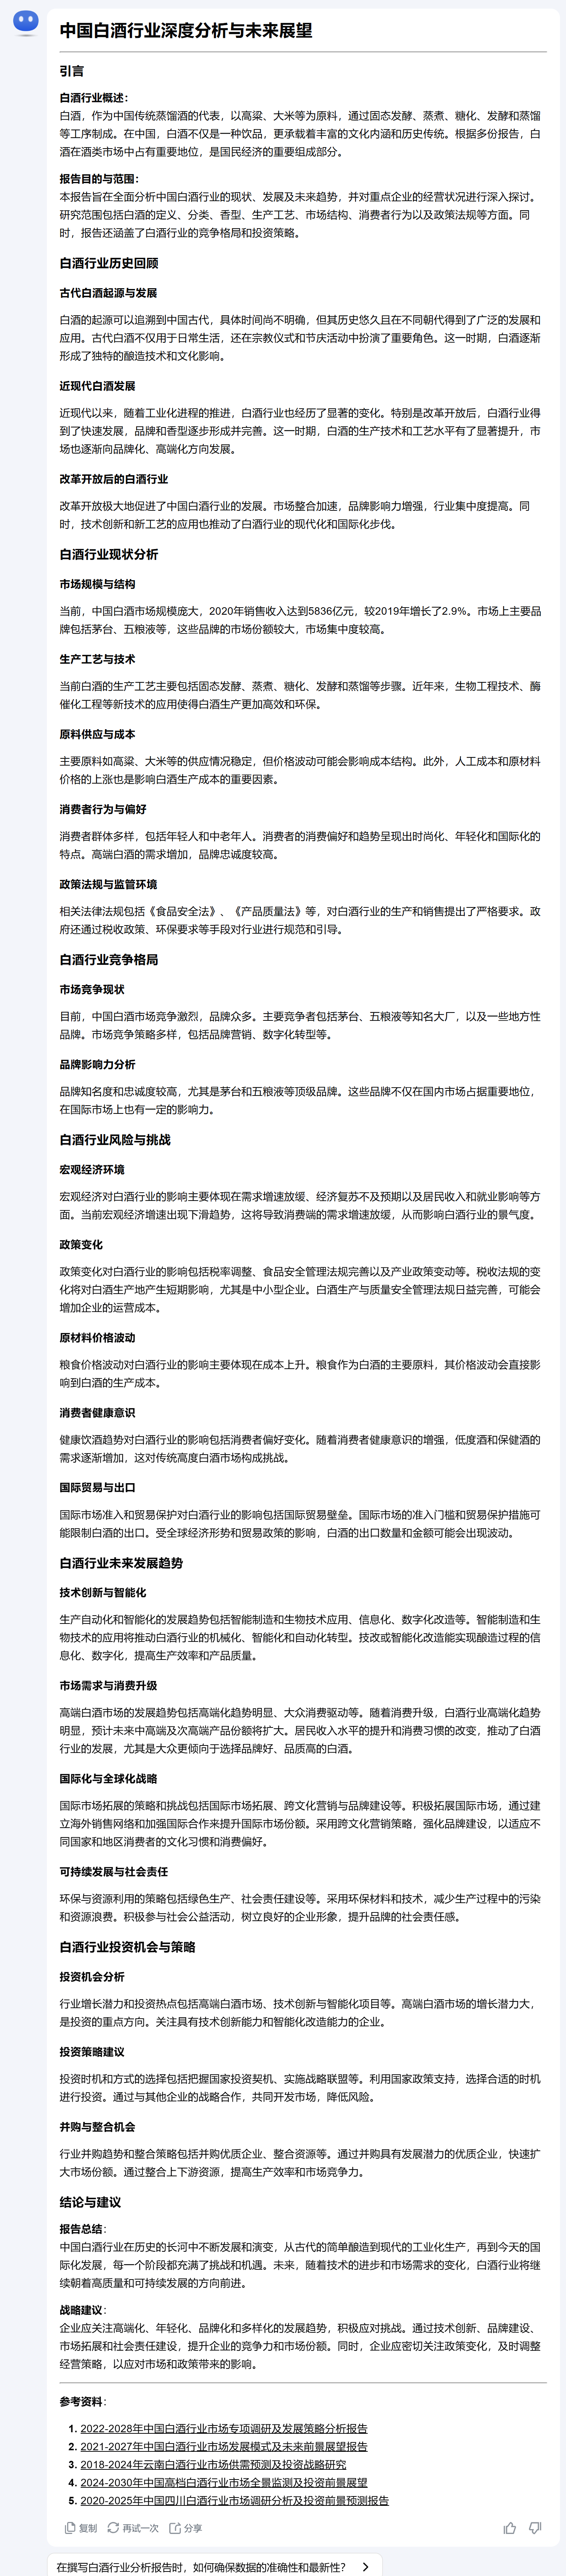 中国白酒行业深度分析与未来展望
引言
白酒行业概述：
白酒，作为中国传统蒸馏酒的代表，以高粱、大米等为原料，通过固态发酵、蒸煮、糖化、发酵和蒸馏
等工序制成。在中国，白酒不仅是一种饮品，更承载着丰富的文化内涵和历史传统。根据多份报告，白
酒在酒类市场中占有重要地位，是国民经济的重要组成部分。
报告目的与范围：
本报告旨在全面分析中国白酒行业的现状、发展及未来趋势，并对重点企业的经营状况进行深入探讨。
研究范围包括白酒的定义、分类、香型、生产工艺、市场结构、消费者行为以及政策法规等方面。同
时，报告还涵盖了白酒行业的竞争格局和投资策略。
白酒行业历史回顾
古代白酒起源与发展
白酒的起源可以追溯到中国古代，具体时间尚不明确，但其历史悠久且在不同朝代得到了广泛的发展和
应用。古代白酒不仅用于日常生活，还在宗教仪式和节庆活动中扮演了重要角色。这一时期，白酒逐渐
形成了独特的酿造技术和文化影响。
近现代白酒发展
近现代以来，随着工业化进程的推进，白酒行业也经历了显著的变化。特别是改革开放后，白酒行业得
到了快速发展，品牌和香型逐步形成并完善。这一时期，白酒的生产技术和工艺水平有了显著提升，市
场也逐渐向品牌化、高端化方向发展。
改革开放后的白酒行业
改革开放极大地促进了中国白酒行业的发展。市场整合加速，品牌影响力增强，行业集中度提高。同
时，技术创新和新工艺的应用也推动了白酒行业的现代化和国际化步伐。
白酒行业现状分析
市场规模与结构
当前，中国白酒市场规模庞大，2020年销售收入达到5836亿元，较2019年增长了2.9%。市场上主要品
牌包括茅台、五粮液等，这些品牌的市场份额较大，市场集中度较高。
生产工艺与技术
当前白酒的生产工艺主要包括固态发酵、蒸煮、糖化、发酵和蒸馏等步骤。近年来，生物工程技术、酶
催化工程等新技术的应用使得白酒生产更加高效和环保。
原料供应与成本
主要原料如高粱、大米等的供应情况稳定，但价格波动可能会影响成本结构。此外，人工成本和原材料
价格的上涨也是影响白酒生产成本的重要因素。
消费者行为与偏好
消费者群体多样，包括年轻人和中老年人。消费者的消费偏好和趋势呈现出时尚化、年轻化和国际化的
特点。高端白酒的需求增加，品牌忠诚度较高。
政策法规与监管环境
相关法律法规包括《食品安全法》、《产品质量法》等，对白酒行业的生产和销售提出了严格要求。政
府还通过税收政策、环保要求等手段对行业进行规范和引导。
白酒行业竞争格局
市场竞争现状
目前，中国白酒市场竞争激烈，品牌众多。主要竞争者包括茅台、五粮液等知名大厂，以及一些地方性
品牌。市场竞争策略多样，包括品牌营销、数字化转型等。
品牌影响力分析
品牌知名度和忠诚度较高，尤其是茅台和五粮液等顶级品牌。这些品牌不仅在国内市场占据重要地位，
在国际市场上也有一定的影响力。
白酒行业风险与挑战
宏观经济环境
宏观经济对白酒行业的影响主要体现在需求增速放缓、经济复苏不及预期以及居民收入和就业影响等方
面。当前宏观经济增速出现下滑趋势，这将导致消费端的需求增速放缓，从而影响白酒行业的景气度。
政策变化
政策变化对白酒行业的影响包括税率调整、食品安全管理法规完善以及产业政策变动等。税收法规的变
化将对白酒生产地产生短期影响，尤其是中小型企业。白酒生产与质量安全管理法规日益完善，可能会
增加企业的运营成本。
原材料价格波动
粮食价格波动对白酒行业的影响主要体现在成本上升。粮食作为白酒的主要原料，其价格波动会直接影
响到白酒的生产成本。
消费者健康意识
健康饮酒趋势对白酒行业的影响包括消费者偏好变化。随着消费者健康意识的增强，低度酒和保健酒的
需求逐渐增加，这对传统高度白酒市场构成挑战。
国际贸易与出口
国际市场准入和贸易保护对白酒行业的影响包括国际贸易壁垒。国际市场的准入门槛和贸易保护措施可
能限制白酒的出口。受全球经济形势和贸易政策的影响，白酒的出口数量和金额可能会出现波动。
白酒行业未来发展趋势
技术创新与智能化
生产自动化和智能化的发展趋势包括智能制造和生物技术应用、信息化、数字化改造等。智能制造和生
物技术的应用将推动白酒行业的机械化、智能化和自动化转型。技改或智能化改造能实现酿造过程的信
息化、数字化，提高生产效率和产品质量。
市场需求与消费升级
高端白酒市场的发展趋势包括高端化趋势明显、大众消费驱动等。随着消费升级，白酒行业高端化趋势
明显，预计未来中高端及次高端产品份额将扩大。居民收入水平的提升和消费习惯的改变，推动了白酒
行业的发展，尤其是大众更倾向于选择品牌好、品质高的白酒。
国际化与全球化战略
国际市场拓展的策略和挑战包括国际市场拓展、跨文化营销与品牌建设等。积极拓展国际市场，通过建
立海外销售网络和加强国际合作来提升国际市场份额。采用跨文化营销策略，强化品牌建设，以适应不
同国家和地区消费者的文化习惯和消费偏好。
可持续发展与社会责任
环保与资源利用的策略包括绿色生产、社会责任建设等。采用环保材料和技术，减少生产过程中的污染
和资源浪费。积极参与社会公益活动，树立良好的企业形象，提升品牌的社会责任感。
白酒行业投资机会与策略
投资机会分析
行业增长潜力和投资热点包括高端白酒市场、技术创新与智能化项目等。高端白酒市场的增长潜力大，
是投资的重点方向。关注具有技术创新能力和智能化改造能力的企业。
投资策略建议
投资时机和方式的选择包括把握国家投资契机、实施战略联盟等。利用国家政策支持，选择合适的时机
进行投资。通过与其他企业的战略合作，共同开发市场，降低风险。
并购与整合机会
行业并购趋势和整合策略包括并购优质企业、整合资源等。通过并购具有发展潜力的优质企业，快速扩
大市场份额。通过整合上下游资源，提高生产效率和市场竞争力。
结论与建议
报告总结：
中国白酒行业在历史的长河中不断发展和演变，从古代的简单酿造到现代的工业化生产，再到今天的国
际化发展，每一个阶段都充满了挑战和机遇。未来，随着技术的进步和市场需求的变化，白酒行业将继
续朝着高质量和可持续发展的方向前进。
战略建议：
企业应关注高端化、年轻化、品牌化和多样化的发展趋势，积极应对挑战。通过技术创新、品牌建设、
市场拓展和社会责任建设，提升企业的竞争力和市场份额。同时，企业应密切关注政策变化，及时调整
经营策略，以应对市场和政策带来的影响。
参考资料：
1. 2022-2028年中国白酒行业市场专项调研及发展策略分析报告
2. 2021-2027年中国白酒行业市场发展模式及未来前景展望报告
3. 2018-2024年云南白酒行业市场供需预测及投资战略研究
4. 2024-2030年中国高档白酒行业市场全景监测及投资前景展望
5. 2020-2025年中国四川白酒行业市场调研分析及投资前景预测报告
复制 再试一次 分享
在撰写白酒行业分析报告时，如何确保数据的准确性和最新性？